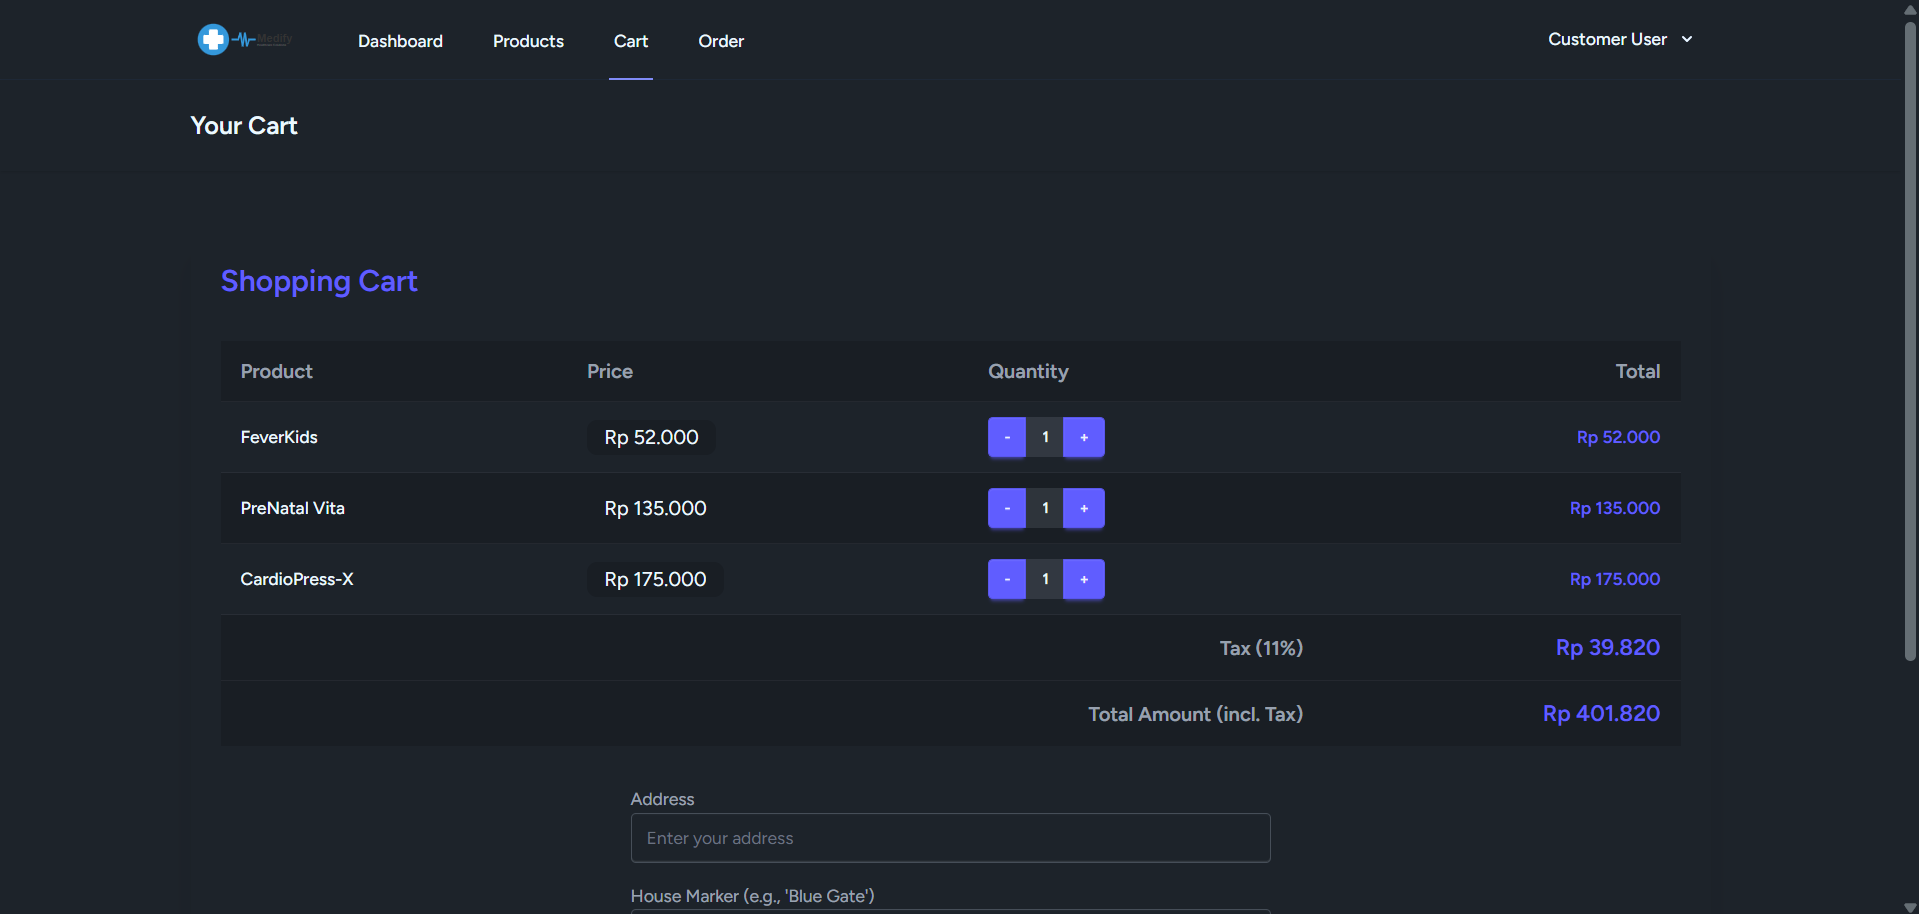 Medify
Dashboard Products Cart Order Customer User
Your Cart
Shopping Cart
Product Price Quantity Total
FeverKids Rp 52.000 - 1 + Rp 52.000
PreNatal Vita Rp 135.000 - 1 + Rp 135.000
CardioPress-X Rp 175.000 - 1 + Rp 175.000
Tax (11%) Rp 39.820
Total Amount (incl. Tax) Rp 401.820
Address
Enter your address
House Marker (e.g., 'Blue Gate')